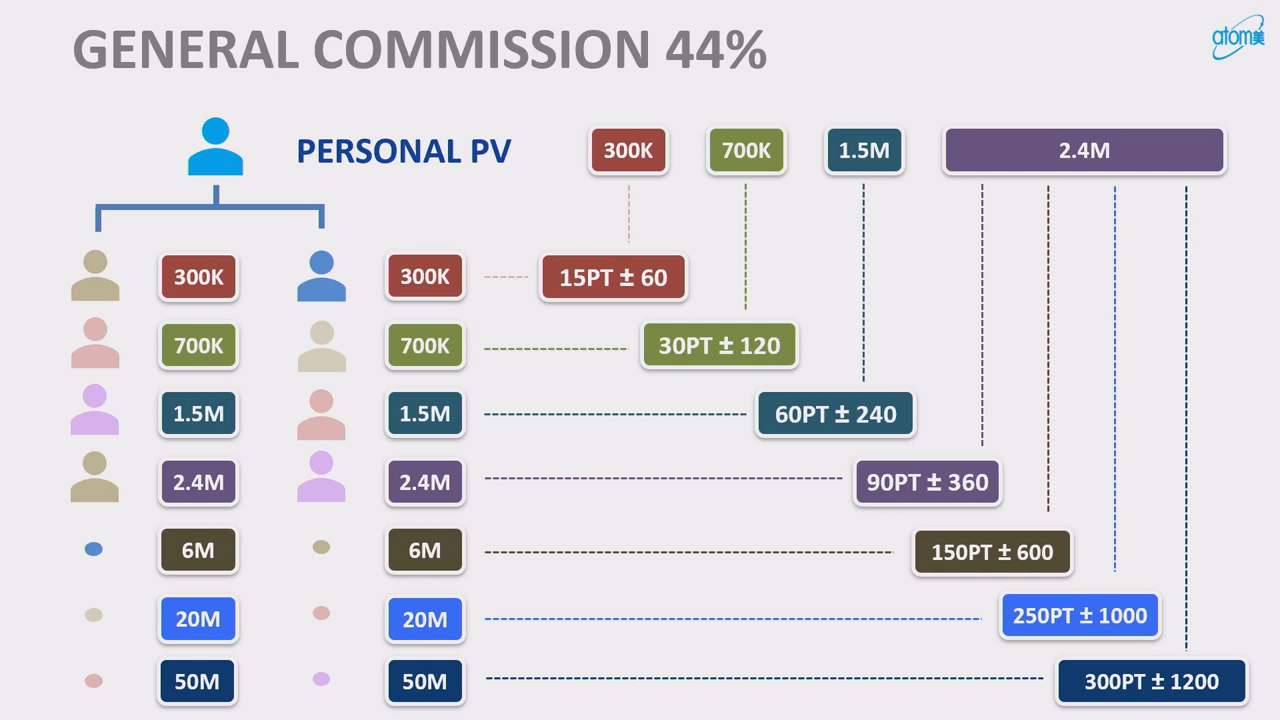 GENERAL COMMISSION 44%
atom美
PERSONAL PV
300K
700K
1.5M
2.4M
300K
300K
15PT ± 60
700K
700K
30PT ± 120
1.5M
1.5M
60PT ± 240
2.4M
2.4M
90PT ± 360
6M
6M
150PT ± 600
20M
20M
250PT ± 1000
50M
50M
300PT ± 1200